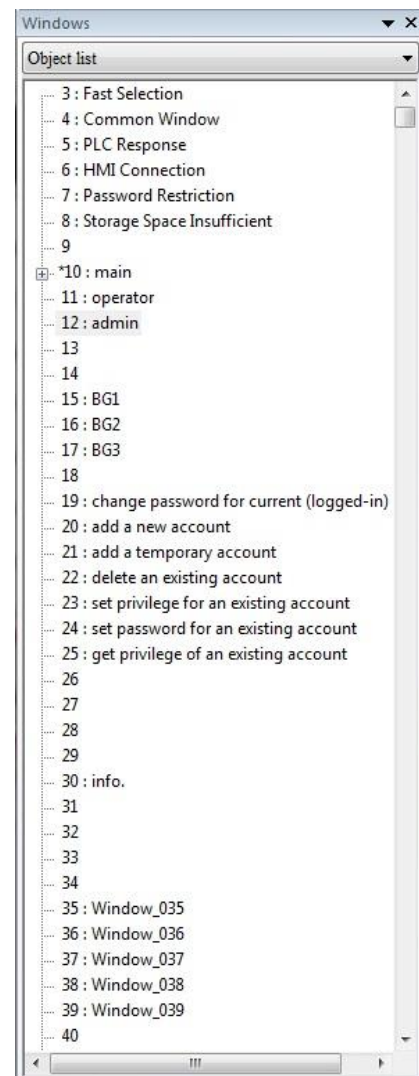 Windows
Object list
3 : Fast Selection
4 : Common Window
5 : PLC Response
6 : HMI Connection
7 : Password Restriction
8 : Storage Space Insufficient
9
*10 : main
11 : operator
12 : admin
13
14
15 : BG1
16 : BG2
17 : BG3
18
19 : change password for current (logged-in)
20 : add a new account
21 : add a temporary account
22 : delete an existing account
23 : set privilege for an existing account
24 : set password for an existing account
25 : get privilege of an existing account
26
27
28
29
30 : info.
31
32
33
34
35 : Window_035
36 : Window_036
37 : Window_037
38 : Window_038
39 : Window_039
40